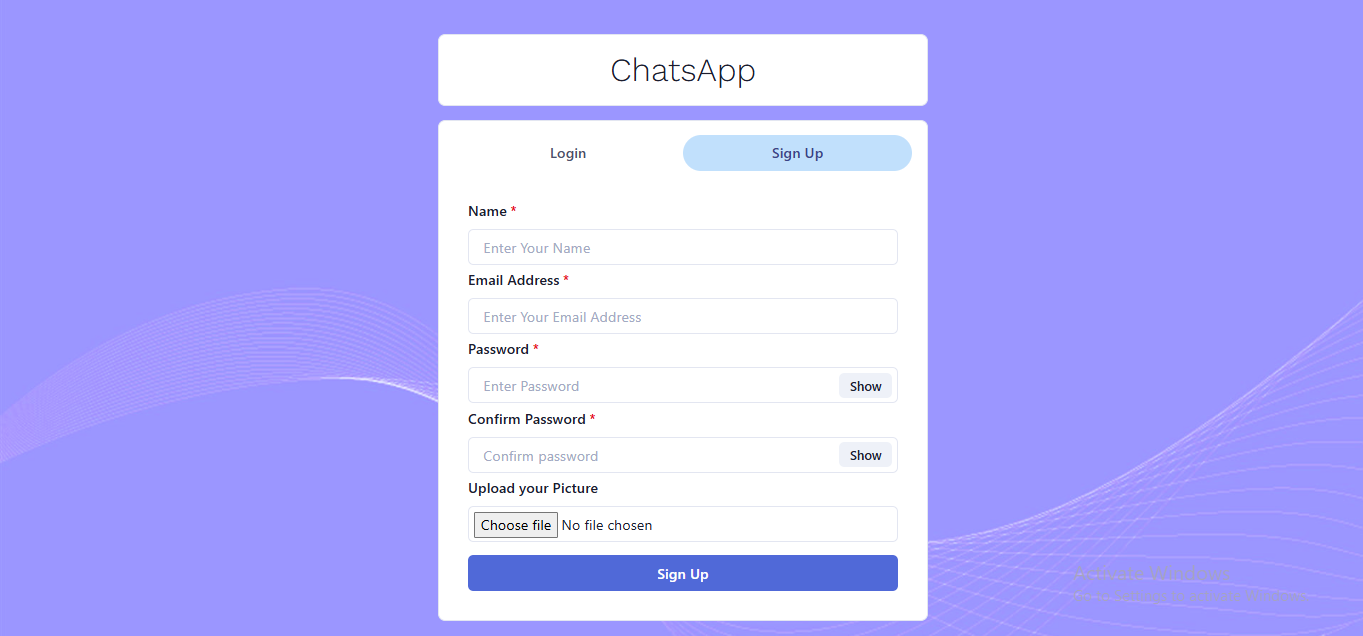 ChatsApp
Login
Sign Up
Name *
Enter Your Name
Email Address *
Enter Your Email Address
Password *
Enter Password
Show
Confirm Password *
Confirm password
Show
Upload your Picture
Choose file No file chosen
Sign Up
Activate Windows
Go to Settings to activate Windows.